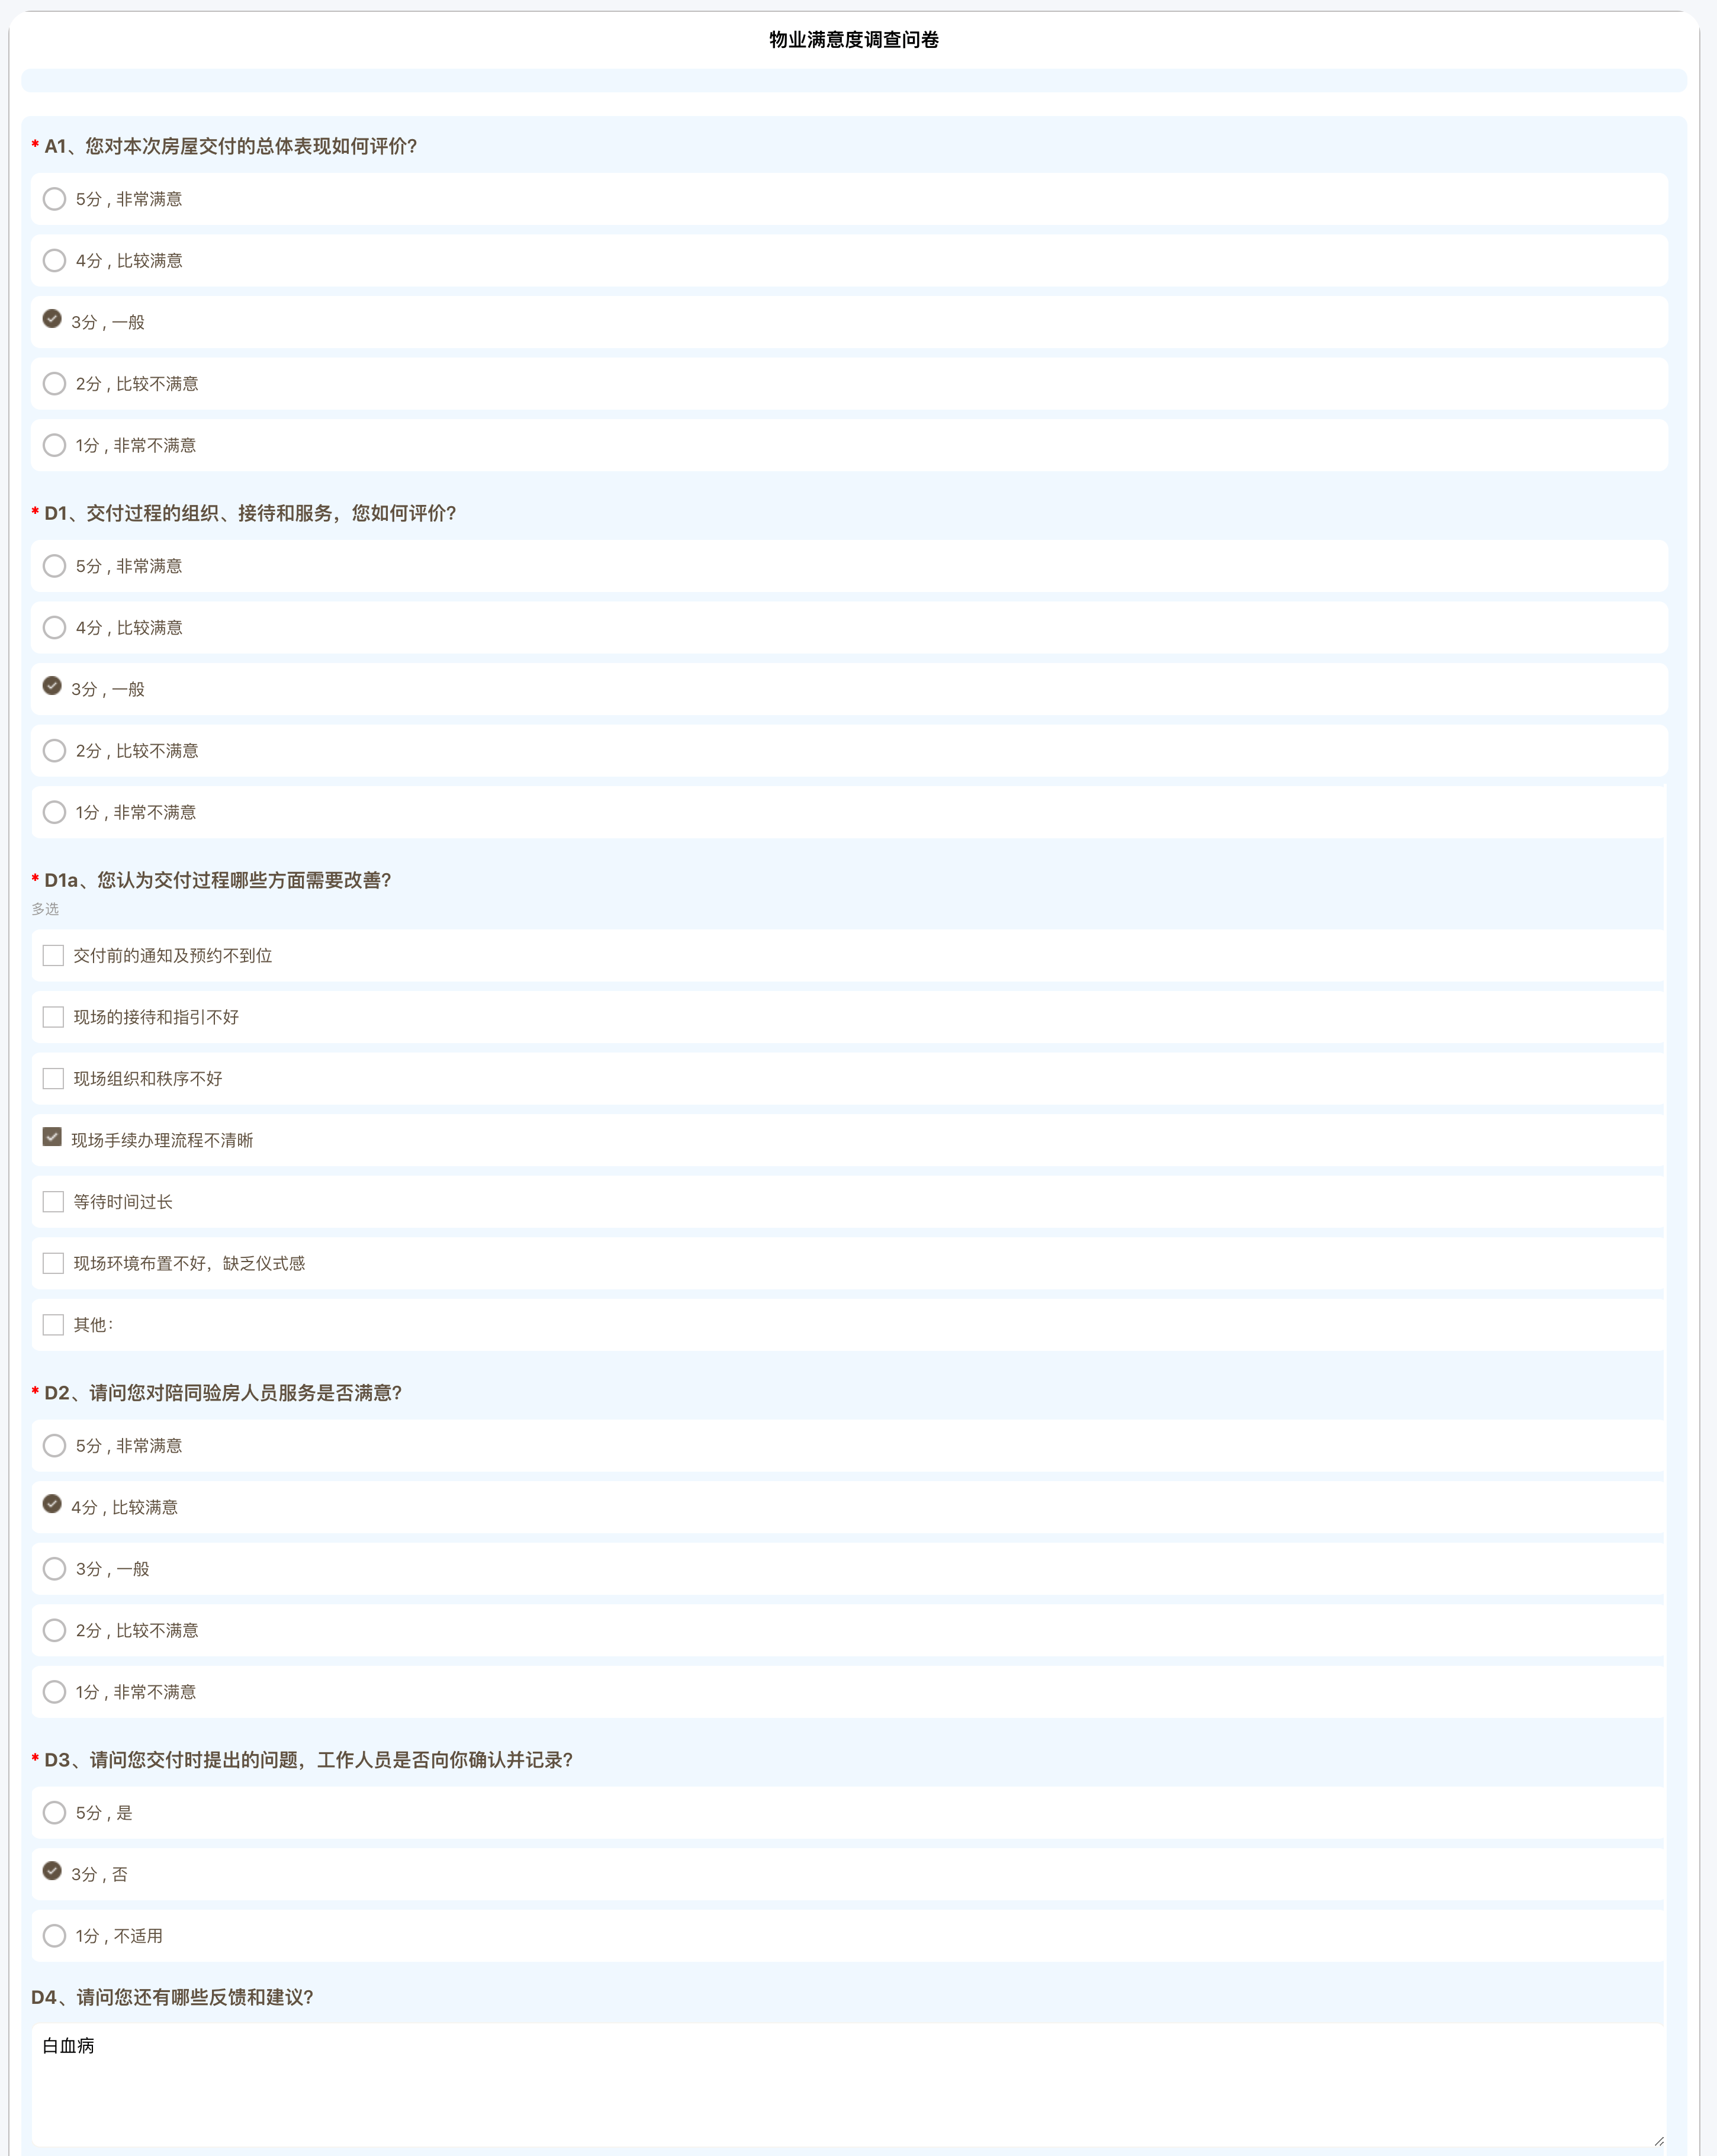 物业满意度调查问卷
* A1、您对本次房屋交付的总体表现如何评价?
5分 , 非常满意
4分 , 比较满意
3分 , 一般
2分 , 比较不满意
1分 , 非常不满意
* D1、交付过程的组织、接待和服务，您如何评价?
5分 , 非常满意
4分 , 比较满意
3分 , 一般
2分 , 比较不满意
1分 , 非常不满意
* D1a、您认为交付过程哪些方面需要改善?
多选
交付前的通知及预约不到位
现场的接待和指引不好
现场组织和秩序不好
现场手续办理流程不清晰
等待时间过长
现场环境布置不好，缺乏仪式感
其他：
* D2、请问您对陪同验房人员服务是否满意?
5分 , 非常满意
4分 , 比较满意
3分 , 一般
2分 , 比较不满意
1分 , 非常不满意
* D3、请问您交付时提出的问题，工作人员是否向你确认并记录?
5分 , 是
3分 , 否
1分 , 不适用
D4、请问您还有哪些反馈和建议?
白血病